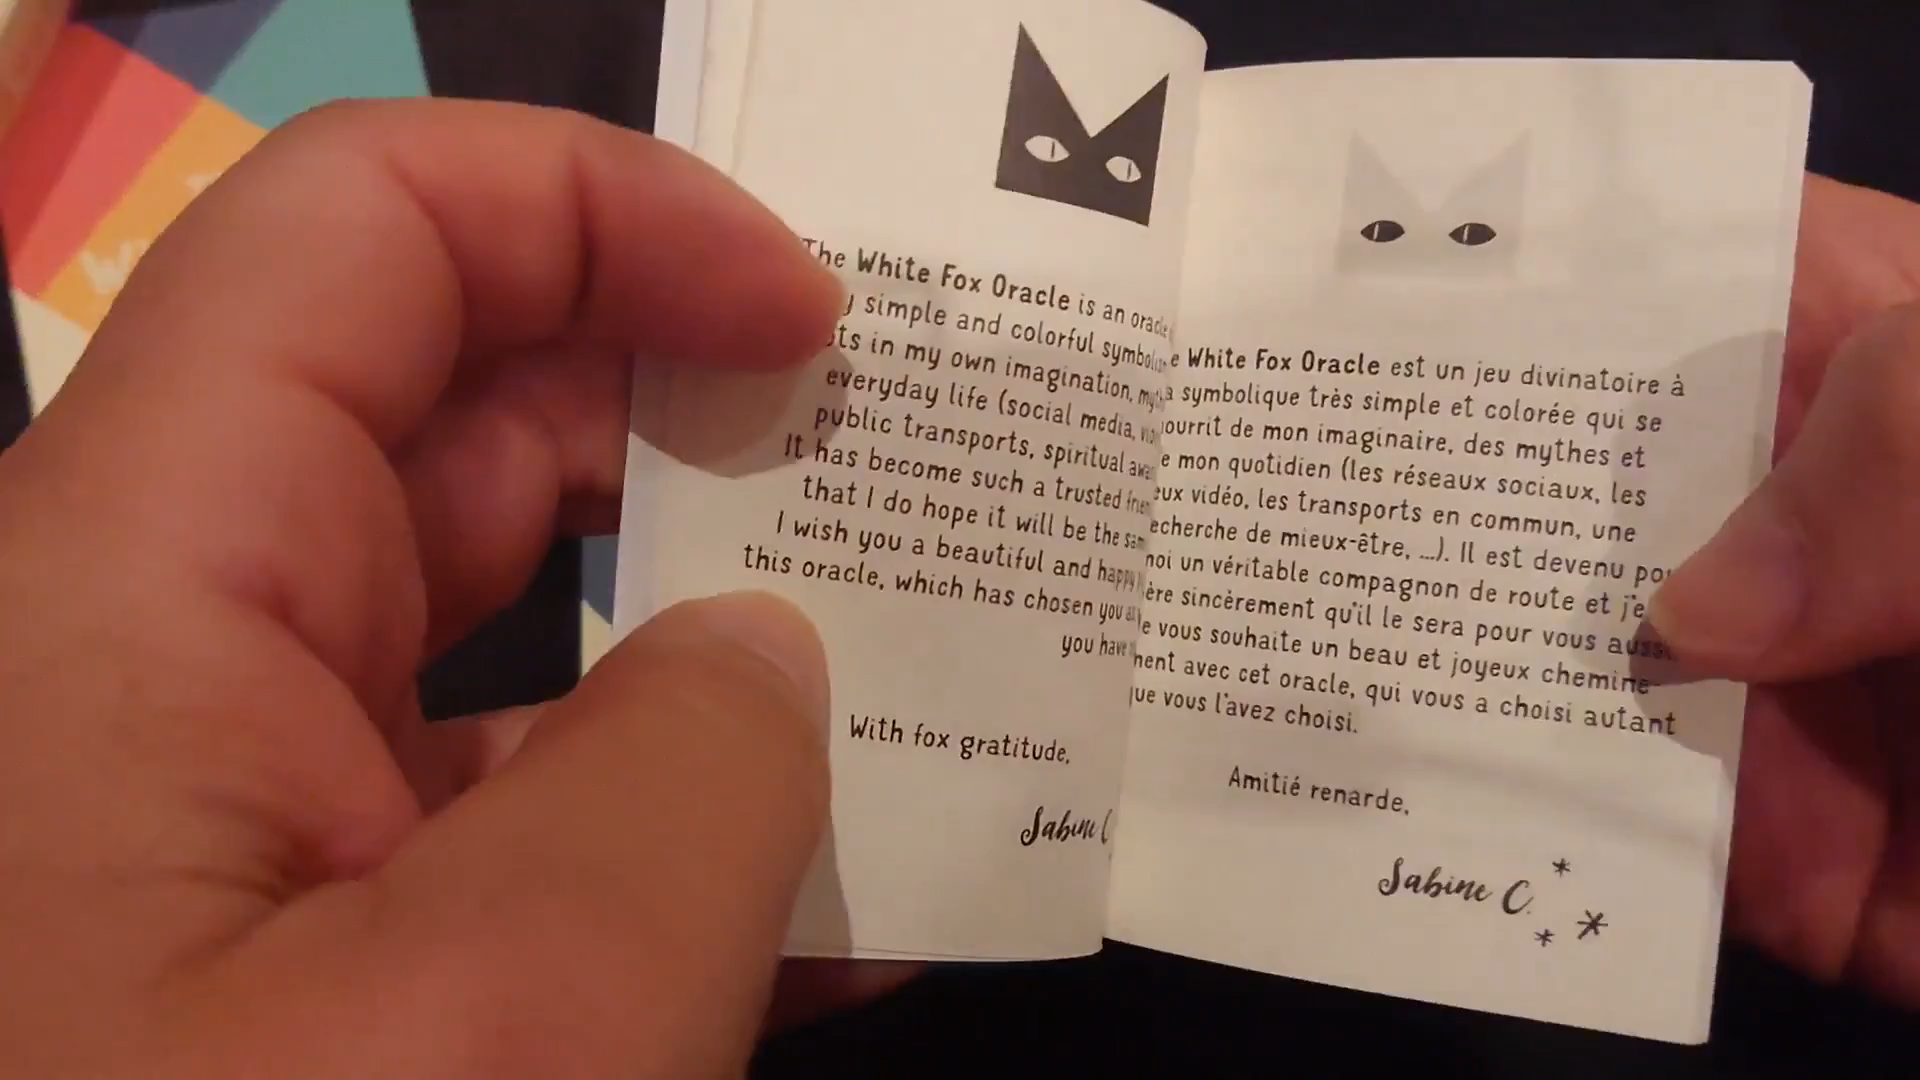 The White Fox Oracle is an oracle
simple and colorful
in my own imagination,
everyday life (social media,
public transports, spiritual
It has become such a trusted
that I do hope it will be the
I wish you a beautiful and happy
this oracle, which has chosen you
you have
With fox gratitude,
Sabine C
White Fox Oracle est un jeu divinatoire à
symbolique très simple et colorée qui se
de mon imaginaire, des mythes et
mon quotidien (les réseaux sociaux, les
vidéo, les transports en commun, une
de mieux-être, ...). Il est devenu
un véritable compagnon de route et j'e
sincèrement qu'il le sera pour vous aussi.
vous souhaite un beau et joyeux chemine-
avec cet oracle, qui vous a choisi autant
vous l'avez choisi.
Amitié renarde,
Sabine C.